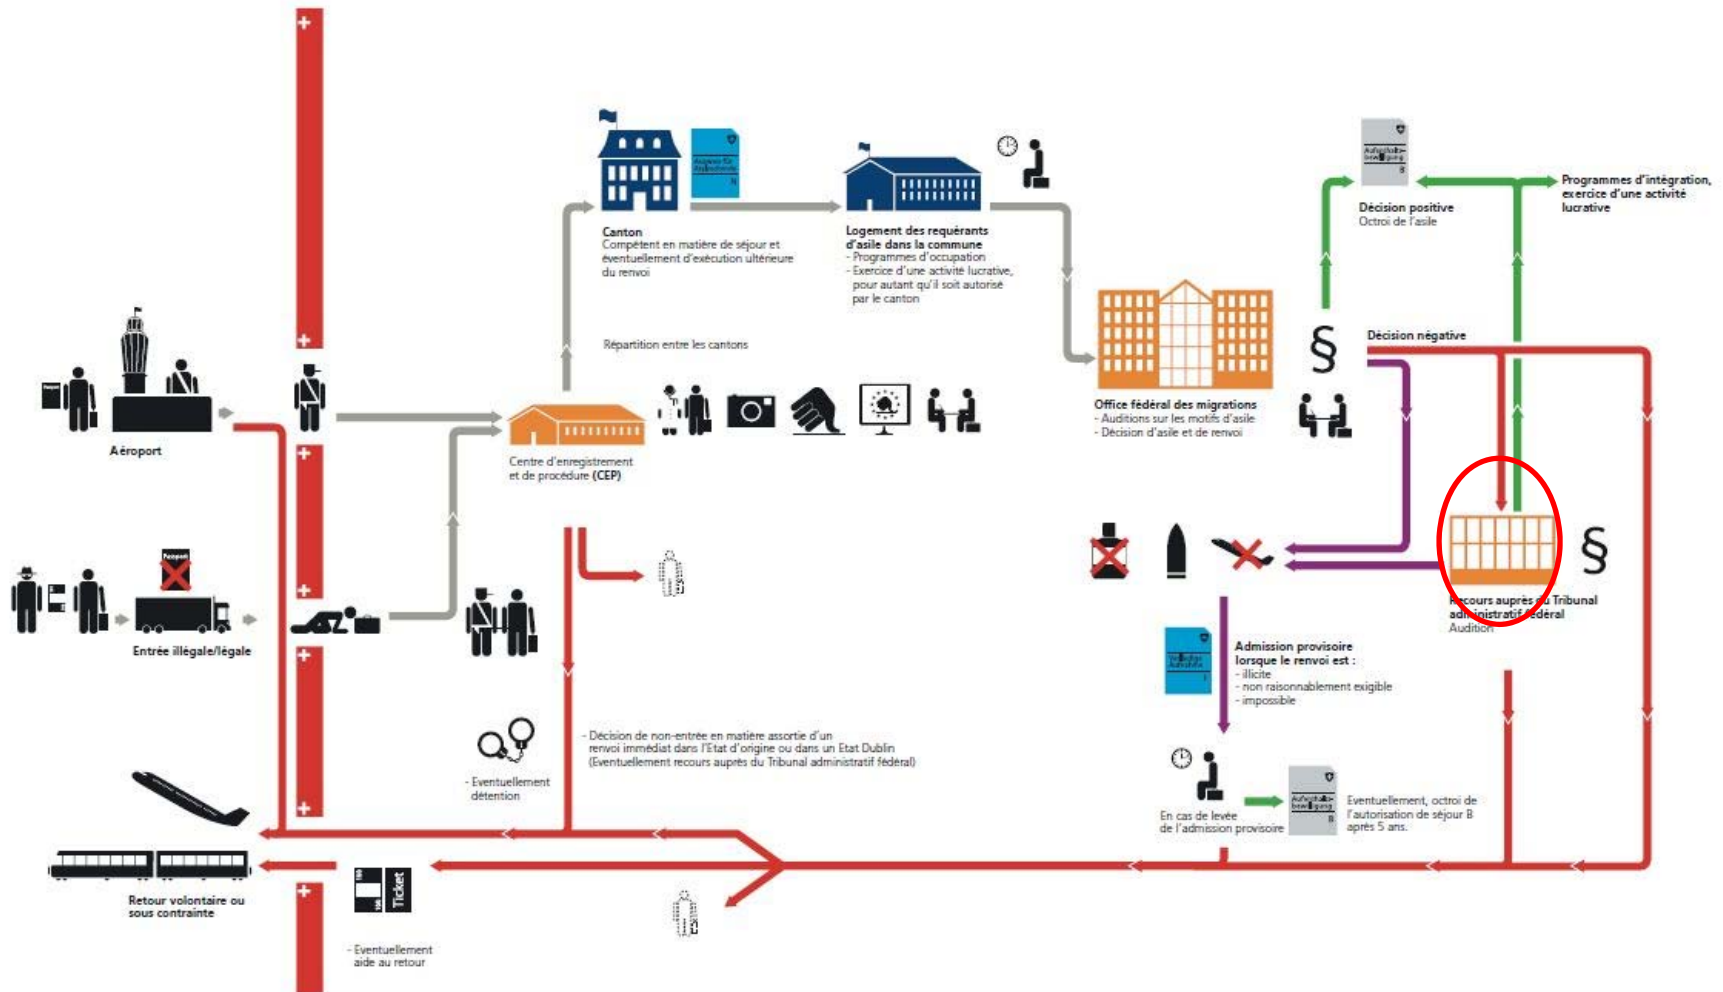 Canton
Compétent en matière de séjour et
éventuellement d'exécution ultérieure
du renvoi
Logement des requérants
d'asile dans la commune
- Programmes d'occupation
- Exercice d'une activité lucrative,
pour autant qu'il soit autorisé
par le canton
Répartition entre les cantons
Aufenthalts-
bewilligung
B
Décision positive
Octroi de l'asile
Programmes d'intégration,
exercice d'une activité
lucrative
Décision négative
Office fédéral des migrations
- Auditions sur les motifs d'asile
- Décision d'asile et de renvoi
Aéroport
Centre d'enregistrement
et de procédure (CEP)
Passport
Entrée illégale/légale
Recours auprès du Tribunal
administratif fédéral
Audition
Admission provisoire
lorsque le renvoi est :
- illicite
- non raisonnablement exigible
- impossible
- Décision de non-entrée en matière assortie d'un
renvoi immédiat dans l'Etat d'origine ou dans un Etat Dublin
(Eventuellement recours auprès du Tribunal administratif fédéral)
- Eventuellement
détention
En cas de levée
de l'admission provisoire
Aufenthalts-
bewilligung
B
Eventuellement, octroi de
l'autorisation de séjour B
après 5 ans.
Retour volontaire ou
sous contrainte
100
100
Ticket
- Eventuellement
aide au retour